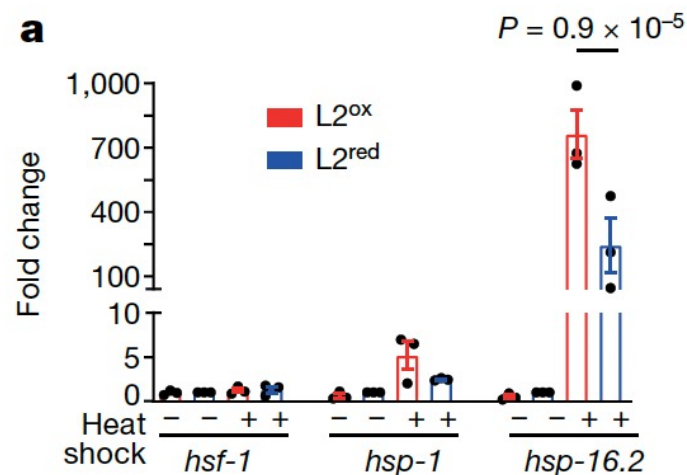 a
P = 0.9 × 10⁻⁵
1,000
700
400
100
10
5
0
Fold change
L2ᵒˣ
L2ʳᵉᵈ
Heat shock
− − + + − − + + − − + +
hsf-1 hsp-1 hsp-16.2